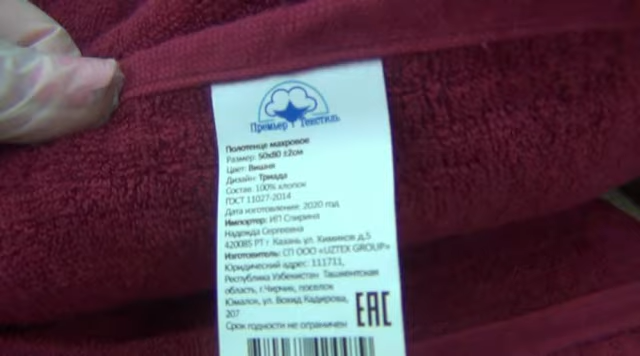 Премьер Текстиль
Полотенце махровое
Размер: 50х80 ±2см
Цвет: Вишня
Дизайн: Триада
Состав: 100% хлопок
ГОСТ 11027-2014
Дата изготовления: 2020 год
Импортер: ИП Спирина
Надежда Сергеевна
420085 РТ г. Казань ул. Химиков д.5
Изготовитель: СП ООО «UZTEX GROUP»
Юридический адрес: 111711,
Республика Узбекистан Ташкентская
область, г.Чирчик, поселок
Юмалок, ул. Вохид Кадирова,
207
Срок годности не ограничен
EAC